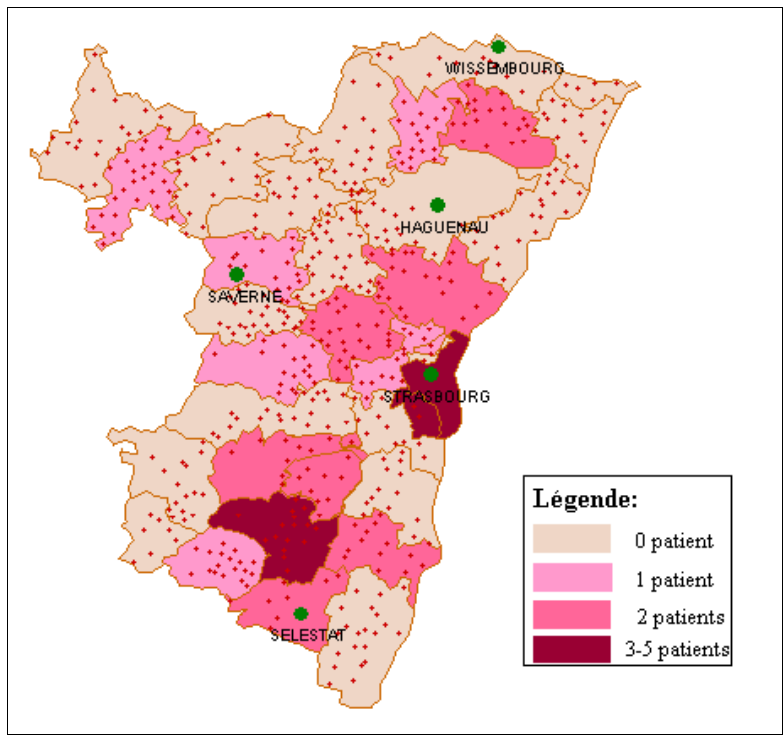 WISSEMBOURG
HAGUENAU
SAVERNE
STRASBOURG
SELESTAT
Légende:
0 patient
1 patient
2 patients
3-5 patients